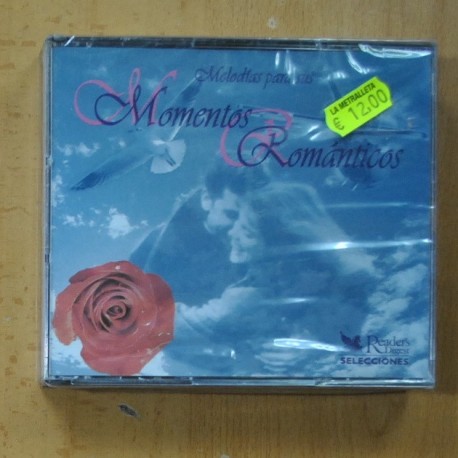 Melodías para sus
Momentos
Románticos
LA METRALLETA
€ 12,00
Reader's
Digest
SELECCIONES